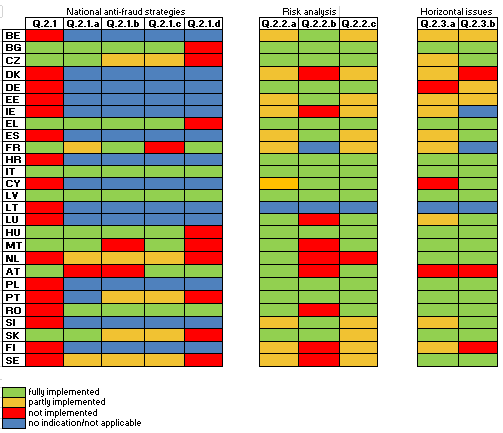 National anti-fraud strategies Risk analysis Horizontal issues
Q.2.1 Q.2.1.a Q.2.1.b Q.2.1.c Q.2.1.d Q.2.2.a Q.2.2.b Q.2.2.c Q.2.3.a Q.2.3.b
BE
BG
CZ
DK
DE
EE
IE
EL
ES
FR
HR
IT
CY
LV
LT
LU
HU
MT
NL
AT
PL
PT
RO
SI
SK
FI
SE
fully implemented
partly implemented
not implemented
no indication/not applicable